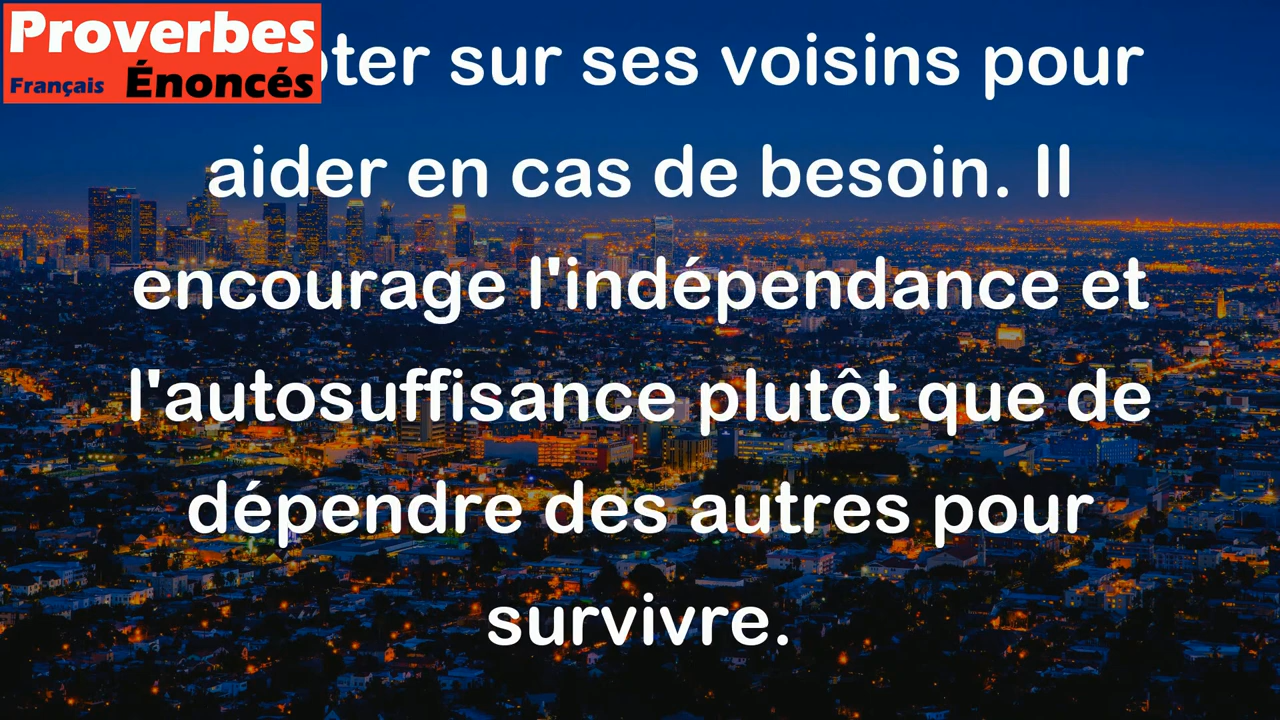 Proverbes
Français Énoncés
sur ses voisins pour
aider en cas de besoin. Il
encourage l'indépendance et
l'autosuffisance plutôt que de
dépendre des autres pour
survivre.